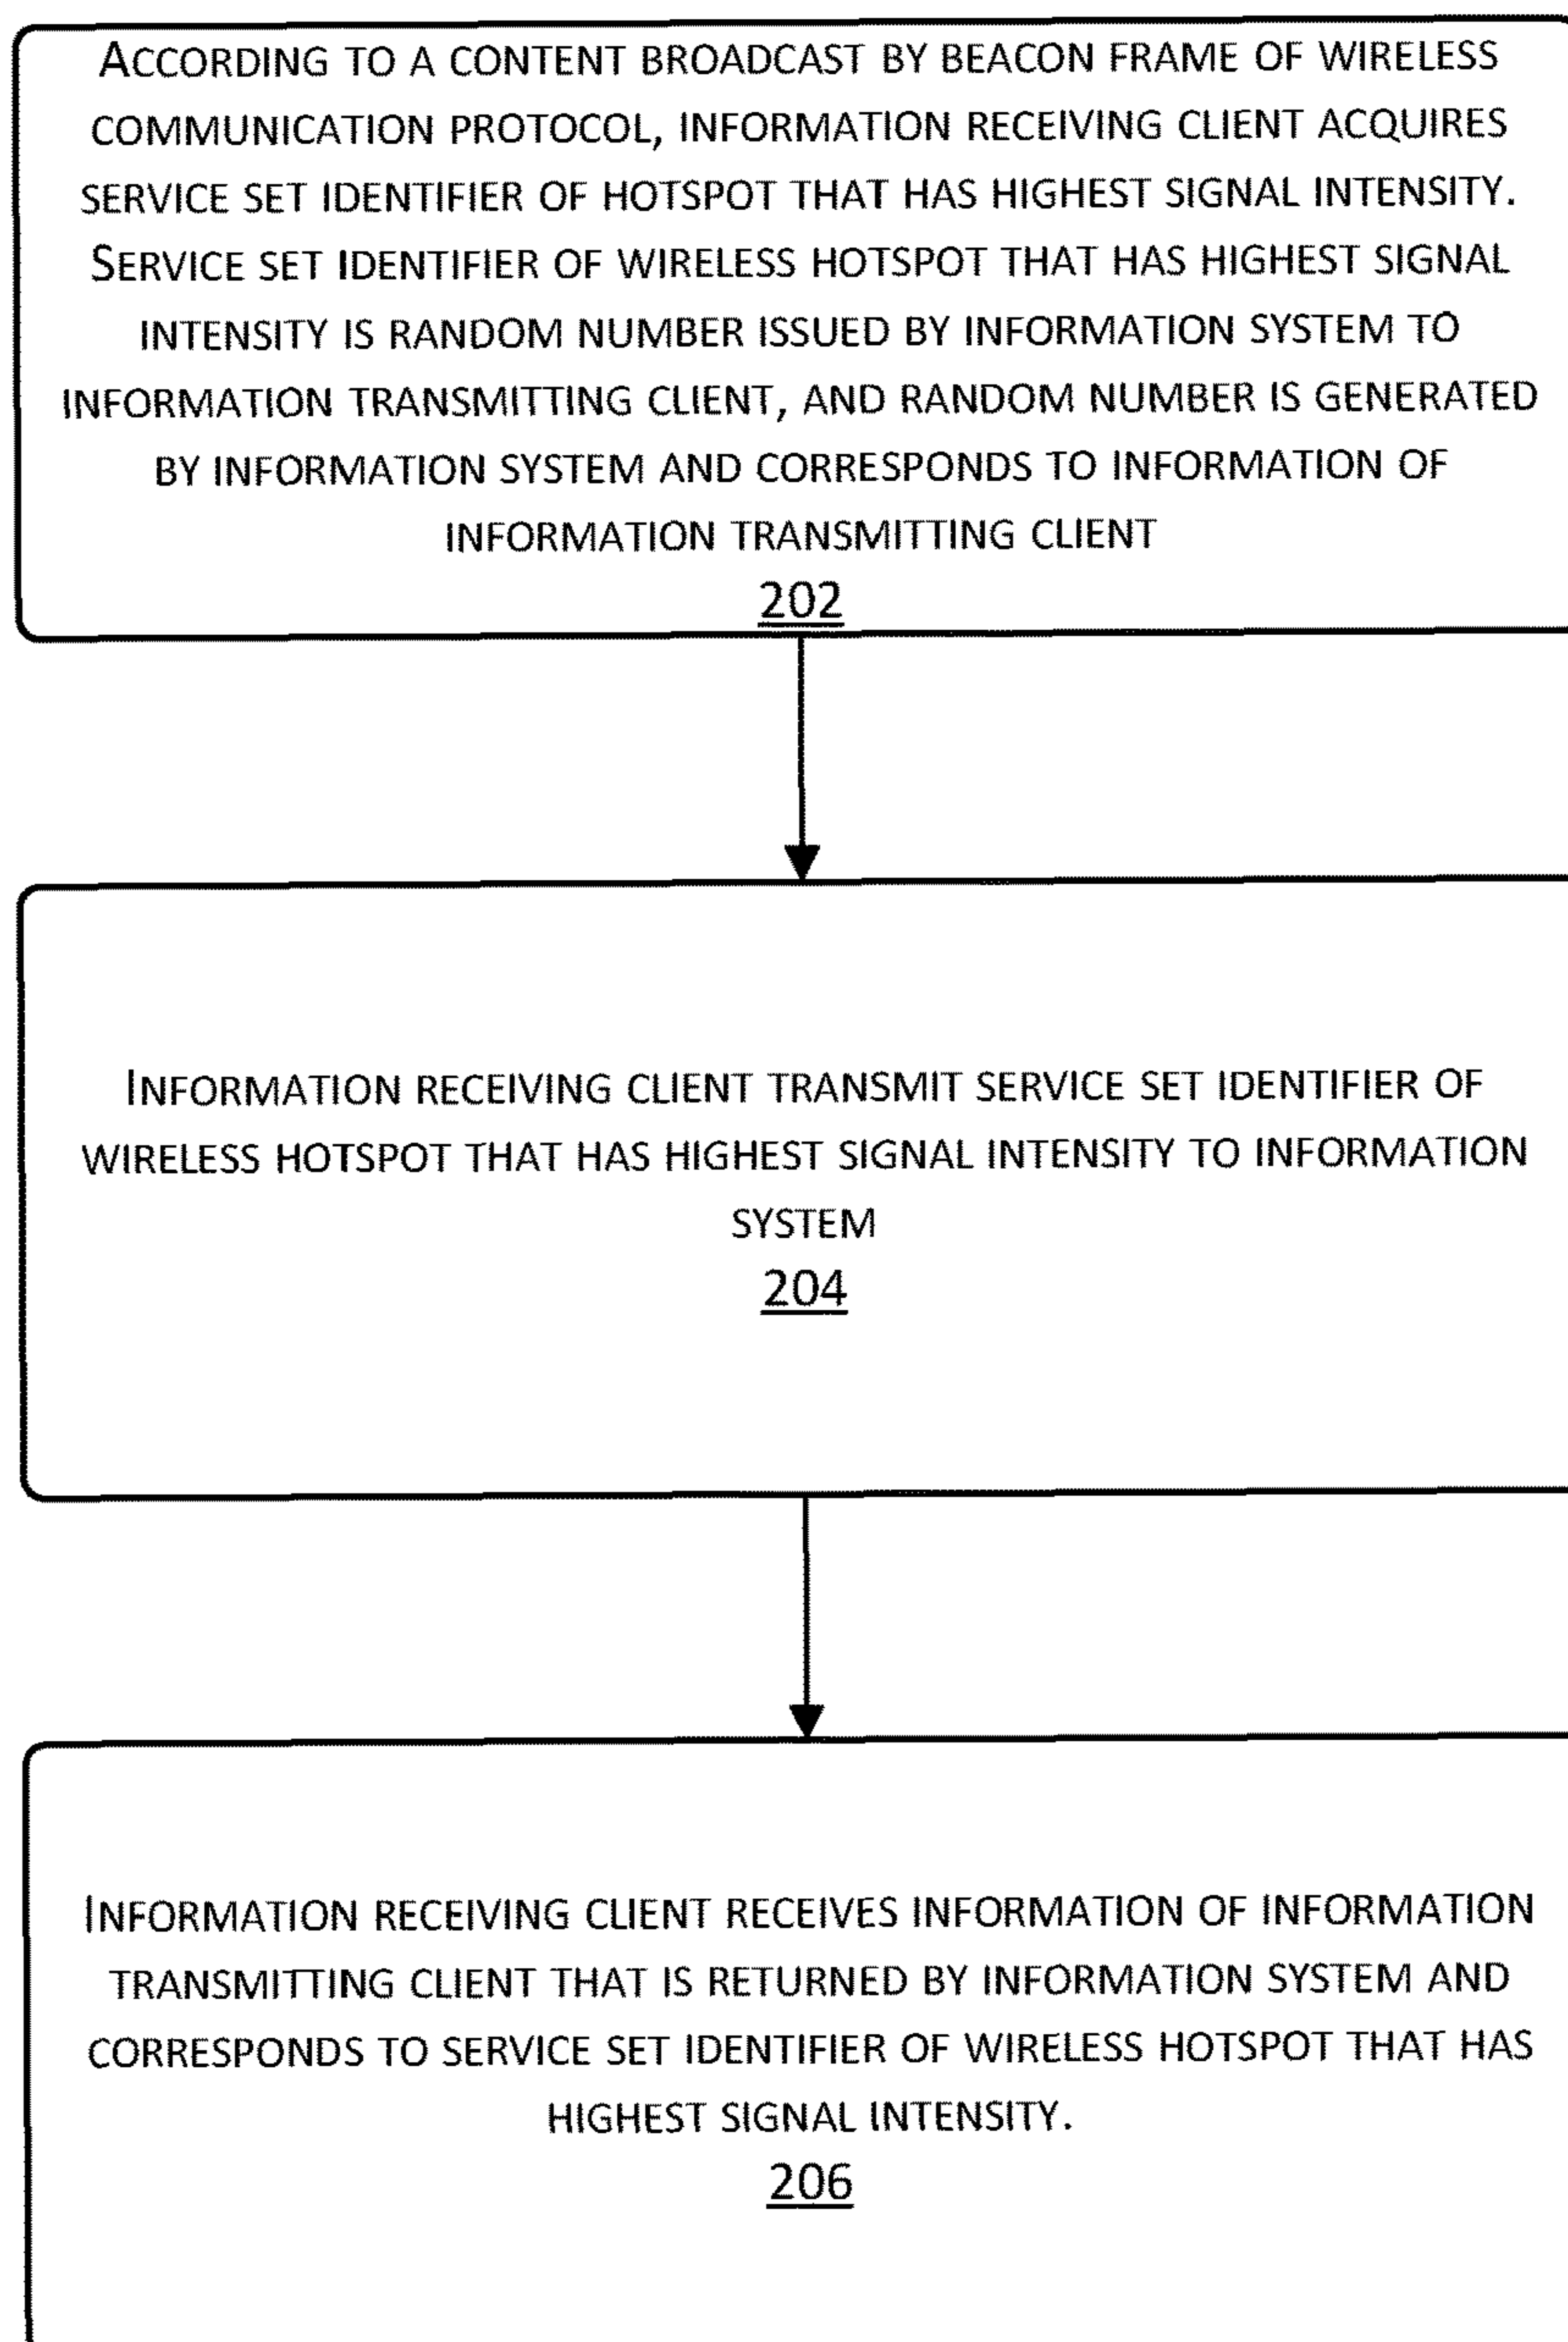 ACCORDING TO A CONTENT BROADCAST BY BEACON FRAME OF WIRELESS
COMMUNICATION PROTOCOL, INFORMATION RECEIVING CLIENT ACQUIRES
SERVICE SET IDENTIFIER OF HOTSPOT THAT HAS HIGHEST SIGNAL INTENSITY.
SERVICE SET IDENTIFIER OF WIRELESS HOTSPOT THAT HAS HIGHEST SIGNAL
INTENSITY IS RANDOM NUMBER ISSUED BY INFORMATION SYSTEM TO
INFORMATION TRANSMITTING CLIENT, AND RANDOM NUMBER IS GENERATED
BY INFORMATION SYSTEM AND CORRESPONDS TO INFORMATION OF
INFORMATION TRANSMITTING CLIENT
202
INFORMATION RECEIVING CLIENT TRANSMIT SERVICE SET IDENTIFIER OF
WIRELESS HOTSPOT THAT HAS HIGHEST SIGNAL INTENSITY TO INFORMATION
SYSTEM
204
INFORMATION RECEIVING CLIENT RECEIVES INFORMATION OF INFORMATION
TRANSMITTING CLIENT THAT IS RETURNED BY INFORMATION SYSTEM AND
CORRESPONDS TO SERVICE SET IDENTIFIER OF WIRELESS HOTSPOT THAT HAS
HIGHEST SIGNAL INTENSITY.
206